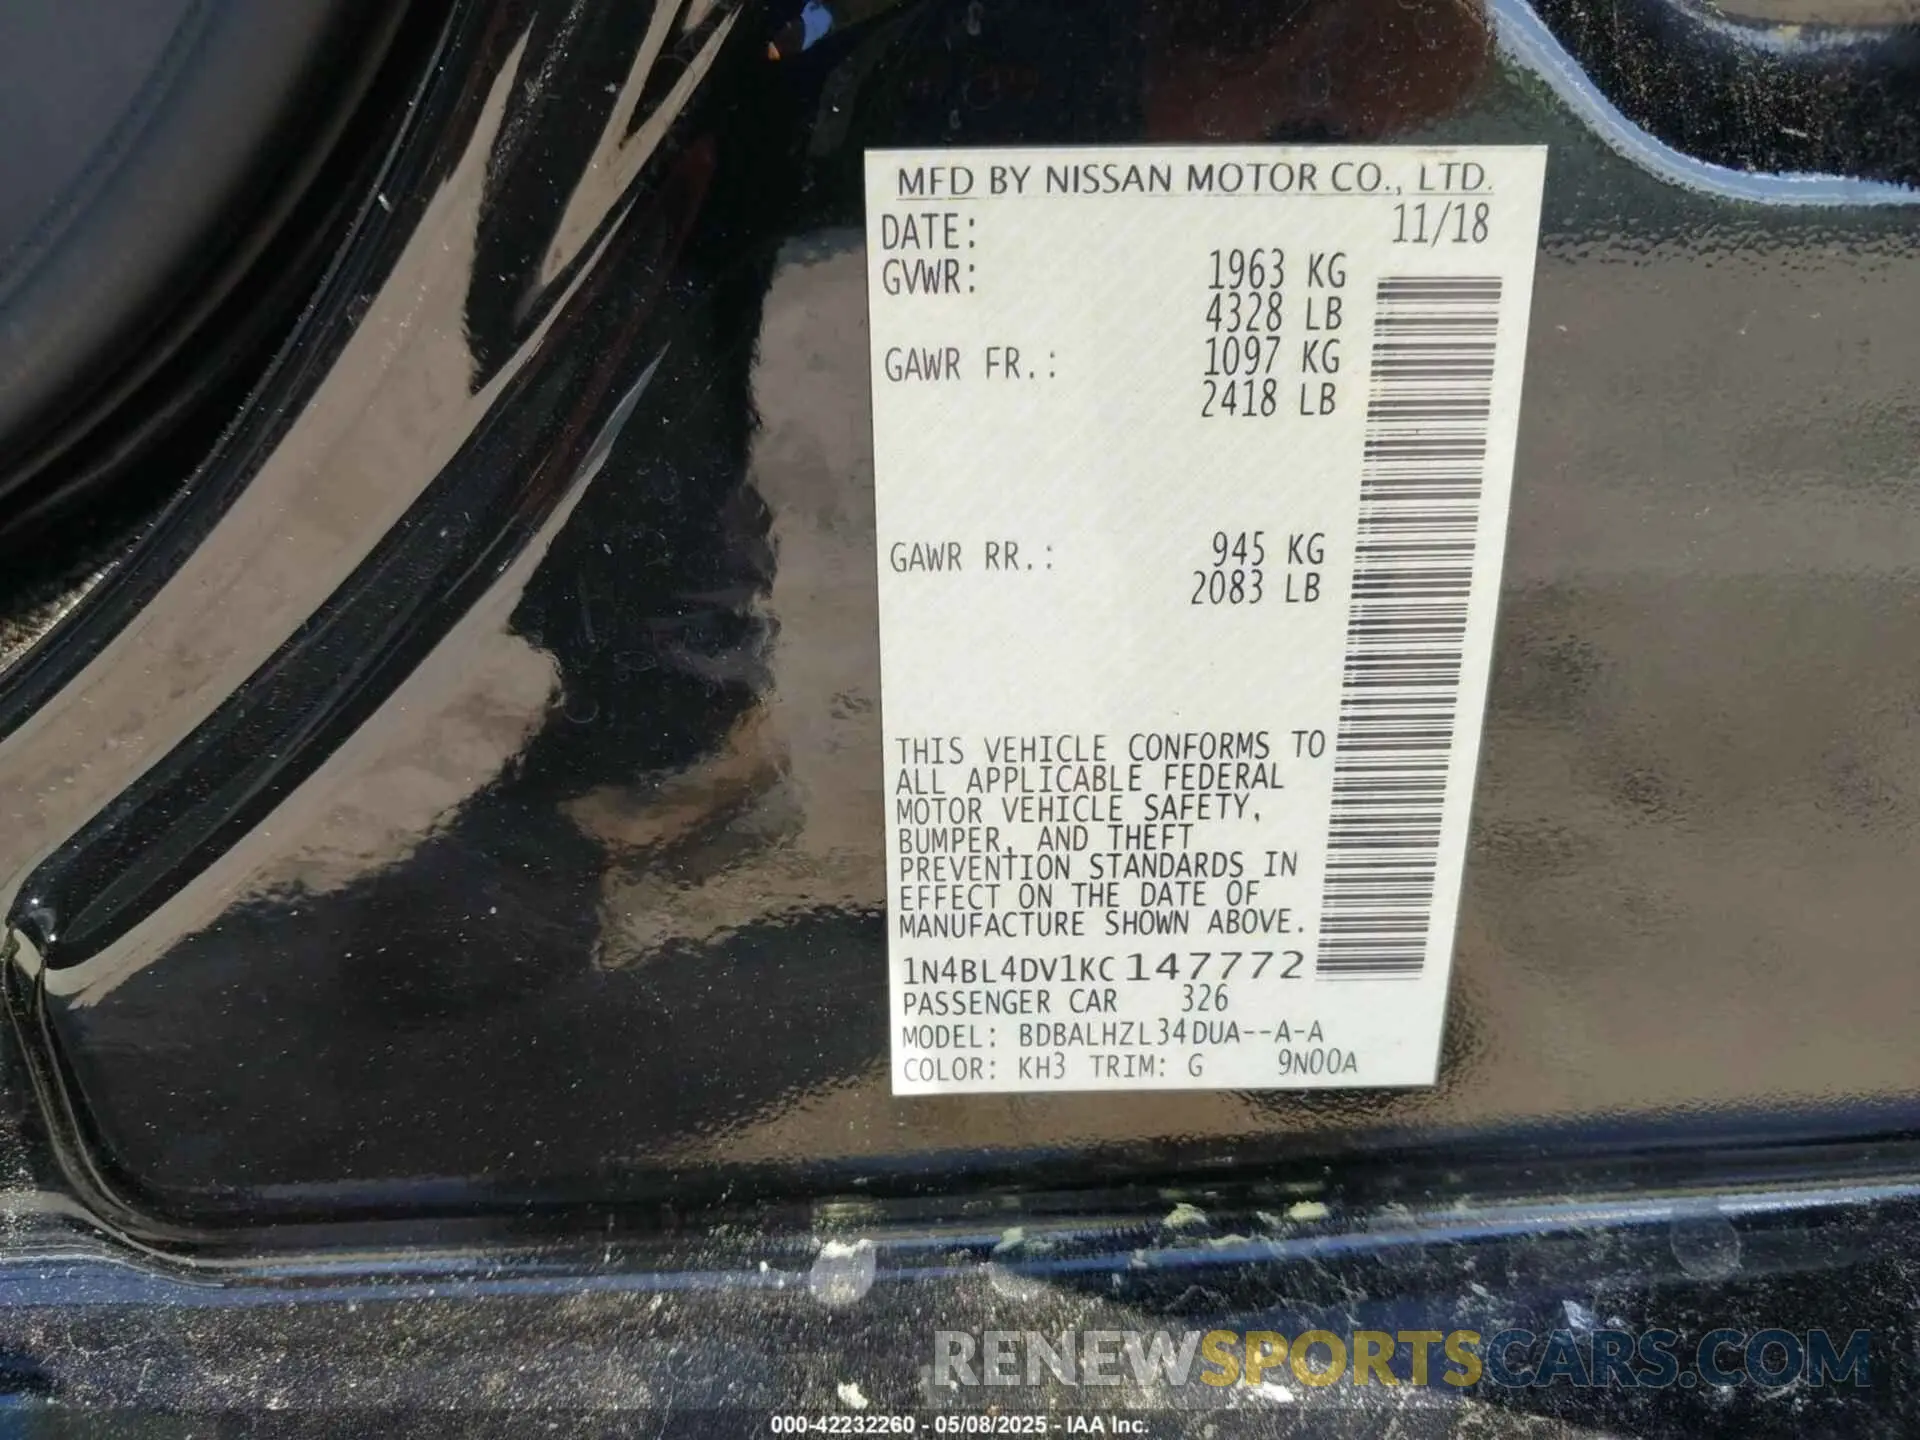 MFD BY NISSAN MOTOR CO., LTD.
DATE: 11/18
GVWR: 1963 KG
4328 LB
GAWR FR.: 1097 KG
2418 LB
GAWR RR.: 945 KG
2083 LB
THIS VEHICLE CONFORMS TO
ALL APPLICABLE FEDERAL
MOTOR VEHICLE SAFETY,
BUMPER, AND THEFT
PREVENTION STANDARDS IN
EFFECT ON THE DATE OF
MANUFACTURE SHOWN ABOVE.
1N4BL4DV1KC147772
PASSENGER CAR 326
MODEL: BDBALHZL34DUA--A-A
COLOR: KH3 TRIM: G 9N00A
RENEWSPORTSCARS.COM
000-42232260 - 05/08/2025 - IAA Inc.